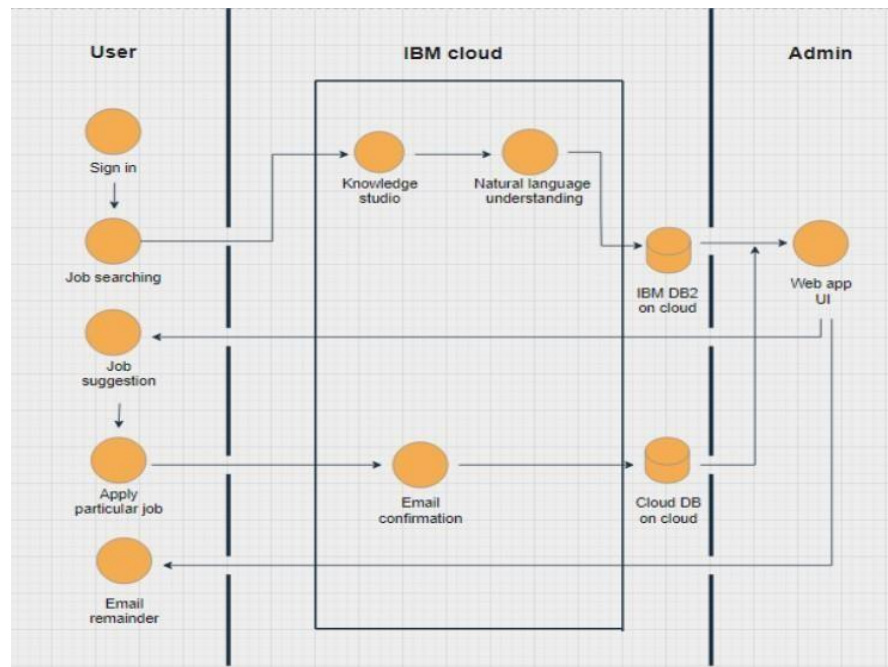 User
IBM cloud
Admin
Sign in
Knowledge
studio
Natural language
understanding
Job searching
IBM DB2
on cloud
Web app
UI
Job
suggestion
Apply
particular job
Email
confirmation
Cloud DB
on cloud
Email
remainder